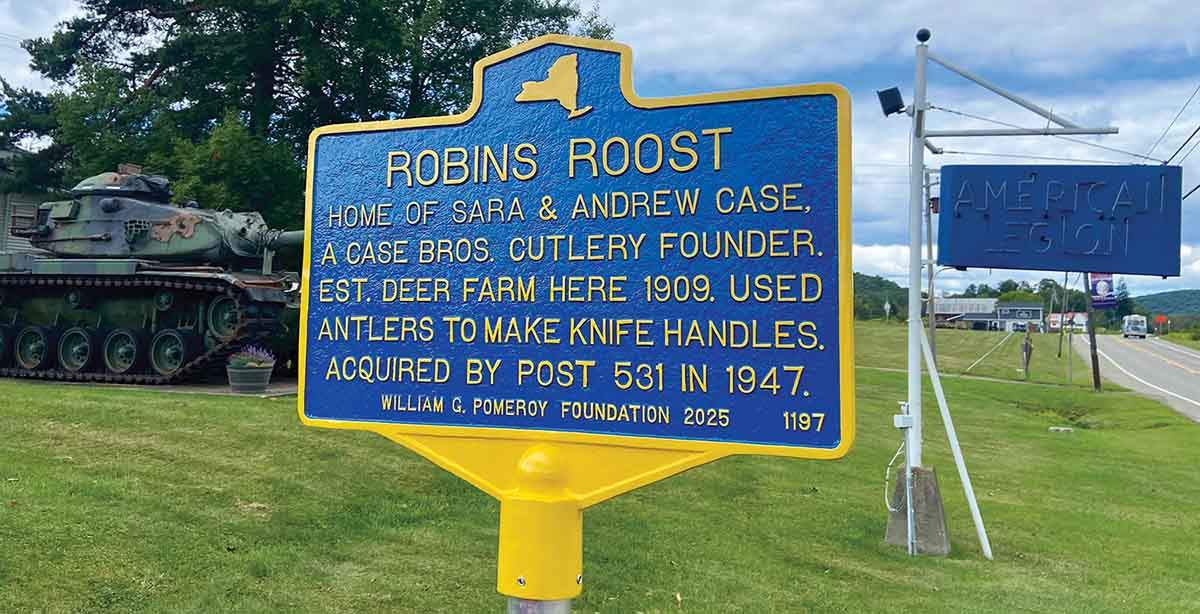 ROBINS ROOST
HOME OF SARA & ANDREW CASE,
A CASE BROS. CUTLERY FOUNDER.
EST. DEER FARM HERE 1909. USED
ANTLERS TO MAKE KNIFE HANDLES.
ACQUIRED BY POST 531 IN 1947.
WILLIAM G. POMEROY FOUNDATION 2025 1197
AMERICAN
LEGION